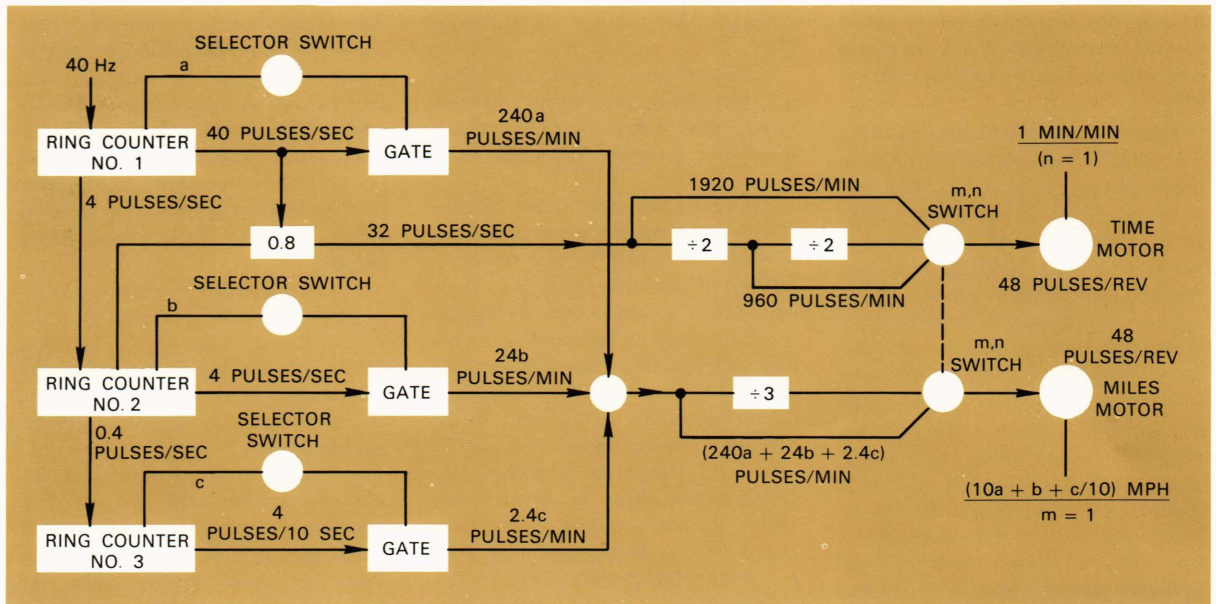 SELECTOR SWITCH
40 Hz
a
RING COUNTER
NO. 1
40 PULSES/SEC
GATE
240a
PULSES/MIN
4 PULSES/SEC
0.8
32 PULSES/SEC
1920 PULSES/MIN
÷2
÷2
960 PULSES/MIN
m,n
SWITCH
1 MIN/MIN
(n = 1)
TIME
MOTOR
48 PULSES/REV
SELECTOR SWITCH
b
RING COUNTER
NO. 2
4 PULSES/SEC
GATE
24b
PULSES/MIN
÷3
m,n
SWITCH
48
PULSES/REV
MILES
MOTOR
(240a + 24b + 2.4c)
PULSES/MIN
(10a + b + c/10) MPH
m = 1
0.4
PULSES/SEC
SELECTOR
SWITCH
c
RING COUNTER
NO. 3
4
PULSES/10 SEC
GATE
2.4c
PULSES/MIN